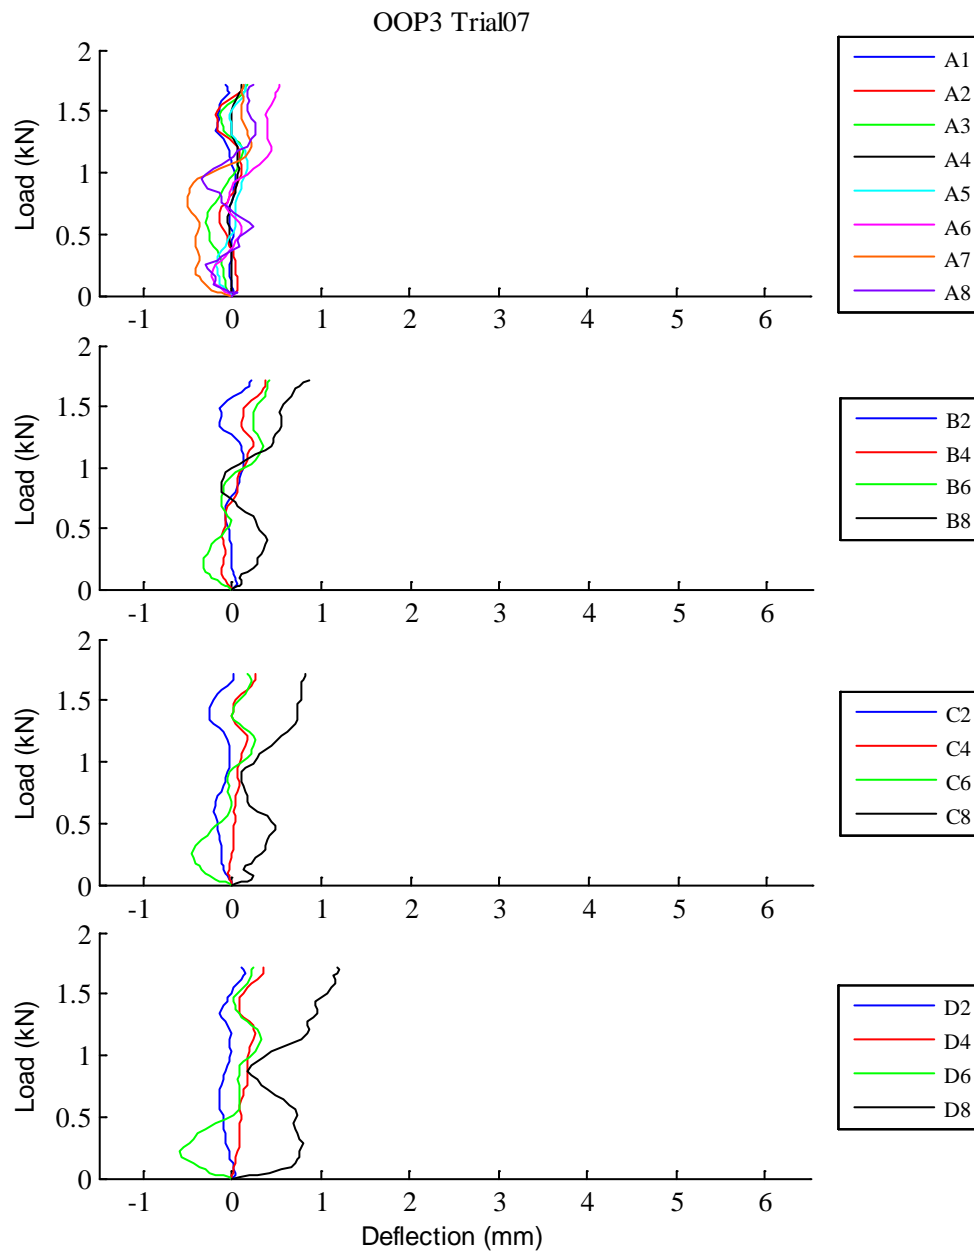 OOP3 Trial07
2
1.5
1
0.5
0
Load (kN)
-1 0 1 2 3 4 5 6
A1
A2
A3
A4
A5
A6
A7
A8
2
1.5
1
0.5
0
Load (kN)
-1 0 1 2 3 4 5 6
B2
B4
B6
B8
2
1.5
1
0.5
0
Load (kN)
-1 0 1 2 3 4 5 6
C2
C4
C6
C8
2
1.5
1
0.5
0
Load (kN)
-1 0 1 2 3 4 5 6
Deflection (mm)
D2
D4
D6
D8